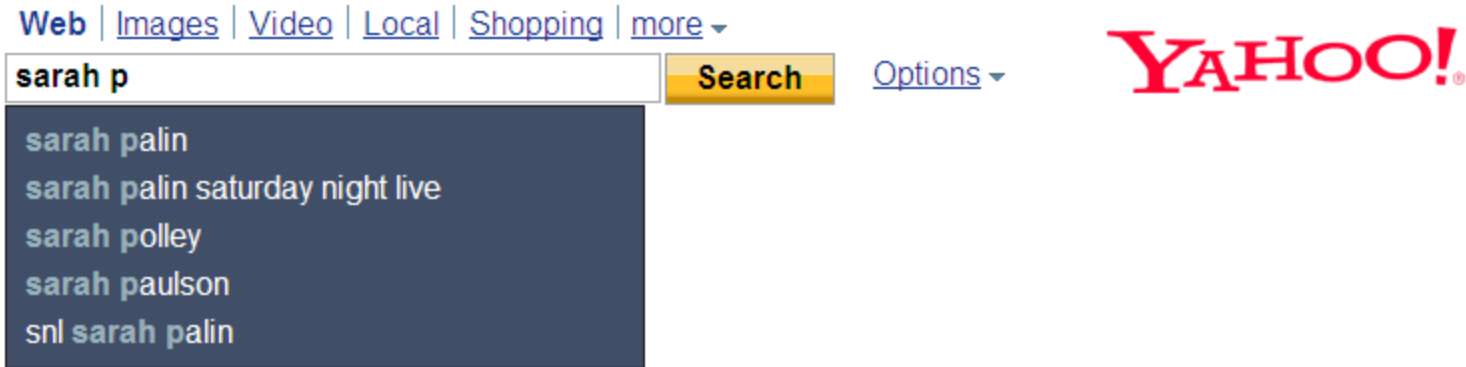 Web | Images | Video | Local | Shopping | more
sarah p Search Options YAHOO!®
sarah palin
sarah palin saturday night live
sarah polley
sarah paulson
snl sarah palin